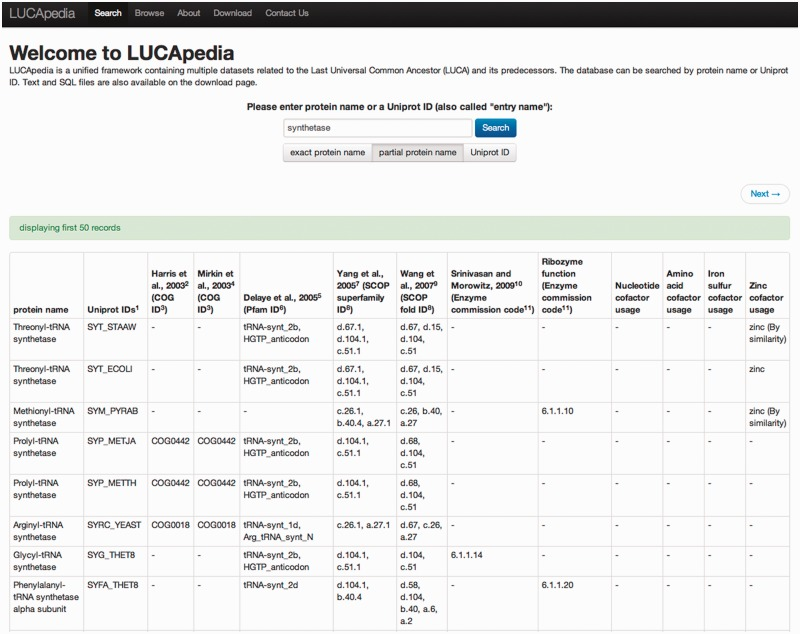 LUCApedia Search Browse About Download Contact Us
Welcome to LUCApedia
LUCApedia is a unified framework containing multiple datasets related to the Last Universal Common Ancestor (LUCA) and its predecessors. The database can be searched by protein name or Uniprot
ID. Text and SQL files are also available on the download page.
Please enter protein name or a Uniprot ID (also called "entry name"):
synthetase Search
exact protein name partial protein name Uniprot ID
Next →
displaying first 50 records
protein name Uniprot IDs¹ Harris et al., 2003² (COG ID³) Mirkin et al., 2003⁴ (COG ID³) Delaye et al., 2005⁵ (Pfam ID⁶) Yang et al., 2005⁷ (SCOP superfamily ID⁸) Wang et al., 2007⁹ (SCOP fold ID⁸) Srinivasan and Morowitz, 2009¹⁰ (Enzyme commission code¹¹) Ribozyme function (Enzyme commission code¹¹) Nucleotide cofactor usage Amino acid cofactor usage Iron sulfur cofactor usage Zinc cofactor usage
Threonyl-tRNA synthetase SYT_STAAW - - tRNA-synt_2b, HGTP_anticodon d.67.1, d.104.1, c.51.1 d.67, d.15, d.104, c.51 - - - - - zinc (By similarity)
Threonyl-tRNA synthetase SYT_ECOLI - - tRNA-synt_2b, HGTP_anticodon d.67.1, d.104.1, c.51.1 d.67, d.15, d.104, c.51 - - - - - zinc
Methionyl-tRNA synthetase SYM_PYRAB - - - c.26.1, b.40.4, a.27.1 c.26, b.40, a.27 - 6.1.1.10 - - - zinc (By similarity)
Prolyl-tRNA synthetase SYP_METJA COG0442 COG0442 tRNA-synt_2b, HGTP_anticodon d.104.1, c.51.1 d.68, d.104, c.51 - - - - - -
Prolyl-tRNA synthetase SYP_METTH COG0442 COG0442 tRNA-synt_2b, HGTP_anticodon d.104.1, c.51.1 d.68, d.104, c.51 - - - - - -
Arginyl-tRNA synthetase SYRC_YEAST COG0018 COG0018 tRNA-synt_1d, Arg_tRNA_synt_N c.26.1, a.27.1 d.67, c.26, a.27 - - - - - -
Glycyl-tRNA synthetase SYG_THET8 - - tRNA-synt_2b, HGTP_anticodon d.104.1, c.51.1 d.104, c.51 6.1.1.14 - - - - -
Phenylalanyl-tRNA synthetase alpha subunit SYFA_THET8 - - tRNA-synt_2d d.104.1, b.40.4 d.58, d.104, b.40, a.6, a.2 - 6.1.1.20 - - - -